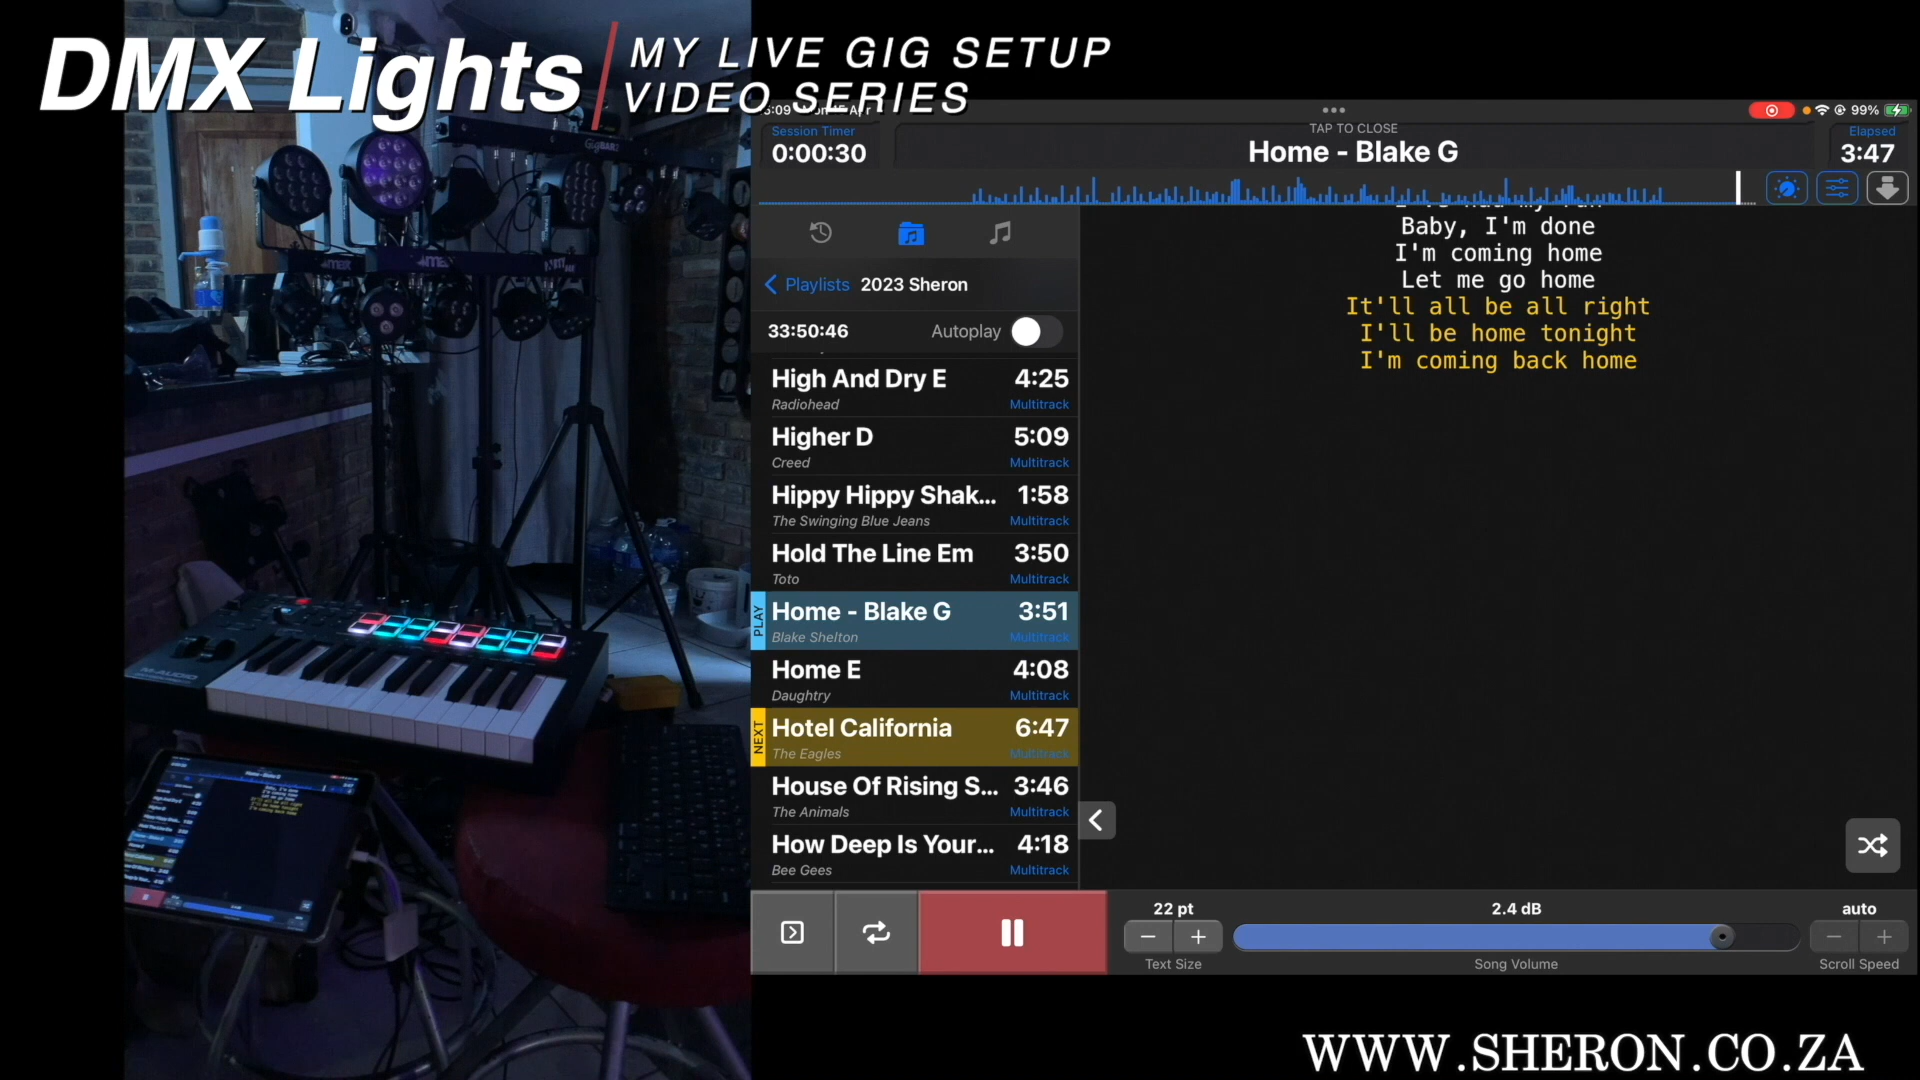 DMX Lights
MY LIVE GIG SETUP
VIDEO SERIES
99%
Session Timer
0:00:30
TAP TO CLOSE
Home - Blake G
Elapsed
3:47
Baby, I'm done
I'm coming home
Let me go home
It'll all be all right
I'll be home tonight
I'm coming back home
Playlists 2023 Sheron
33:50:46 Autoplay
High And Dry E 4:25
Radiohead Multitrack
Higher D 5:09
Creed Multitrack
Hippy Hippy Shak... 1:58
The Swinging Blue Jeans Multitrack
Hold The Line Em 3:50
Toto Multitrack
PLAY
Home - Blake G 3:51
Blake Shelton Multitrack
Home E 4:08
Daughtry Multitrack
NEXT
Hotel California 6:47
The Eagles Multitrack
House Of Rising S... 3:46
The Animals Multitrack
How Deep Is Your... 4:18
Bee Gees Multitrack
22 pt
Text Size
2.4 dB
Song Volume
auto
Scroll Speed
GigBAR2
M-AUDIO
WWW.SHERON.CO.ZA